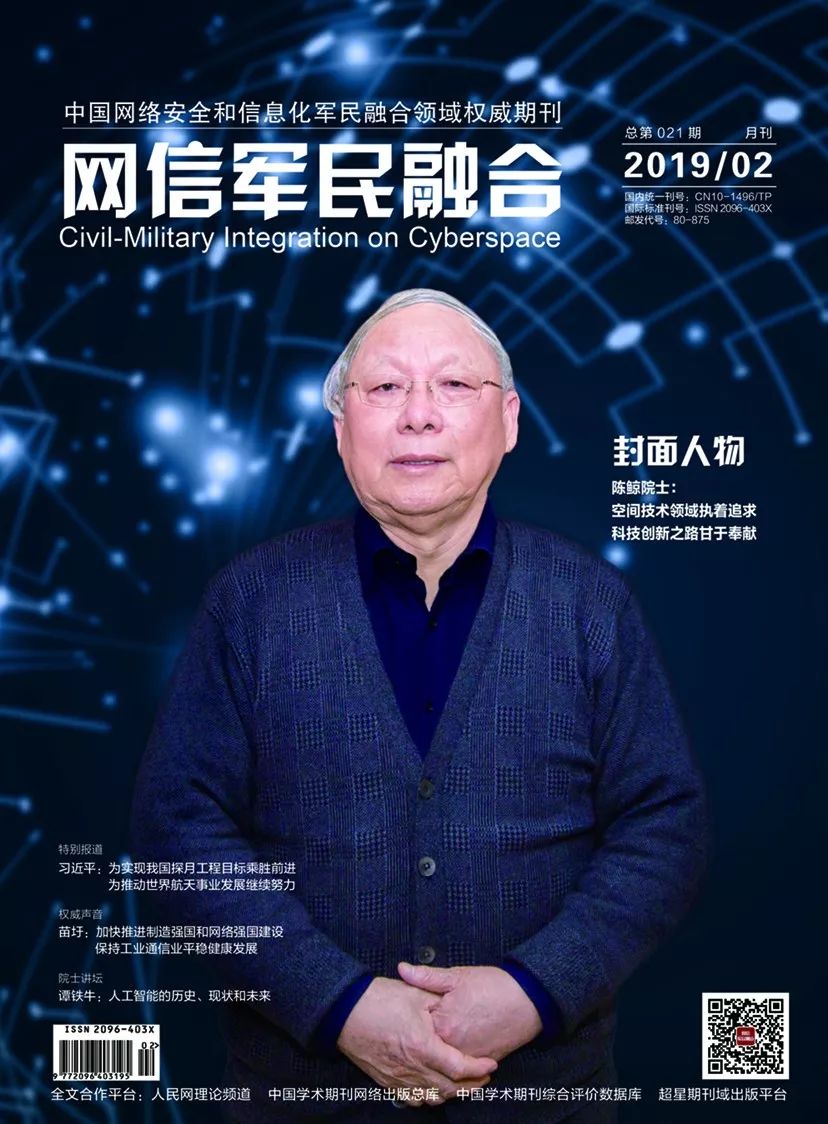 中国网络安全和信息化军民融合领域权威期刊
网信军民融合
Civil-Military Integration on Cyberspace
总第 021 期 月刊
2019/02
国内统一刊号：CN10-1496/TP
国际标准刊号：ISSN 2096-403X
邮发代号：80-875
封面人物
陈鲸院士：
空间技术领域执着追求
科技创新之路甘于奉献
特别报道
习近平：为实现我国探月工程目标乘胜前进
为推动世界航天事业发展继续努力
权威声音
苗圩：加快推进制造强国和网络强国建设
保持工业通信业平稳健康发展
院士讲坛
谭铁牛：人工智能的历史、现状和未来
ISSN 2096-403X
02>
9 772096 403195
全文合作平台：人民网理论频道 中国学术期刊网络出版总库 中国学术期刊综合评价数据库 超星期刊域出版平台